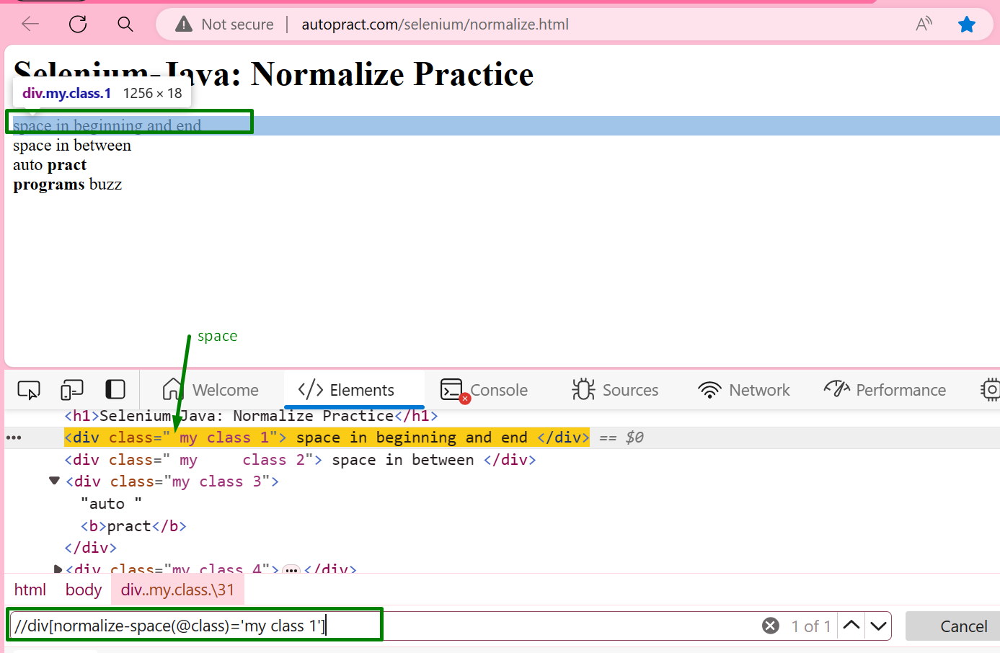 Not secure | autopract.com/selenium/normalize.html
Selenium-Java: Normalize Practice
div.my.class.1 1256 × 18
space in beginning and end
space in between
auto pract
programs buzz
space
Welcome </> Elements Console Sources Network Performance
<h1>Selenium-Java: Normalize Practice</h1>
••• <div class=" my class 1"> space in beginning and end </div> == $0
<div class=" my     class 2"> space in between </div>
<div class="my class 3">
"auto "
<b>pract</b>
</div>
<div class="my class 4"> ••• </div>
html body div..my.class.\31
//div[normalize-space(@class)='my class 1'] 1 of 1 Cancel